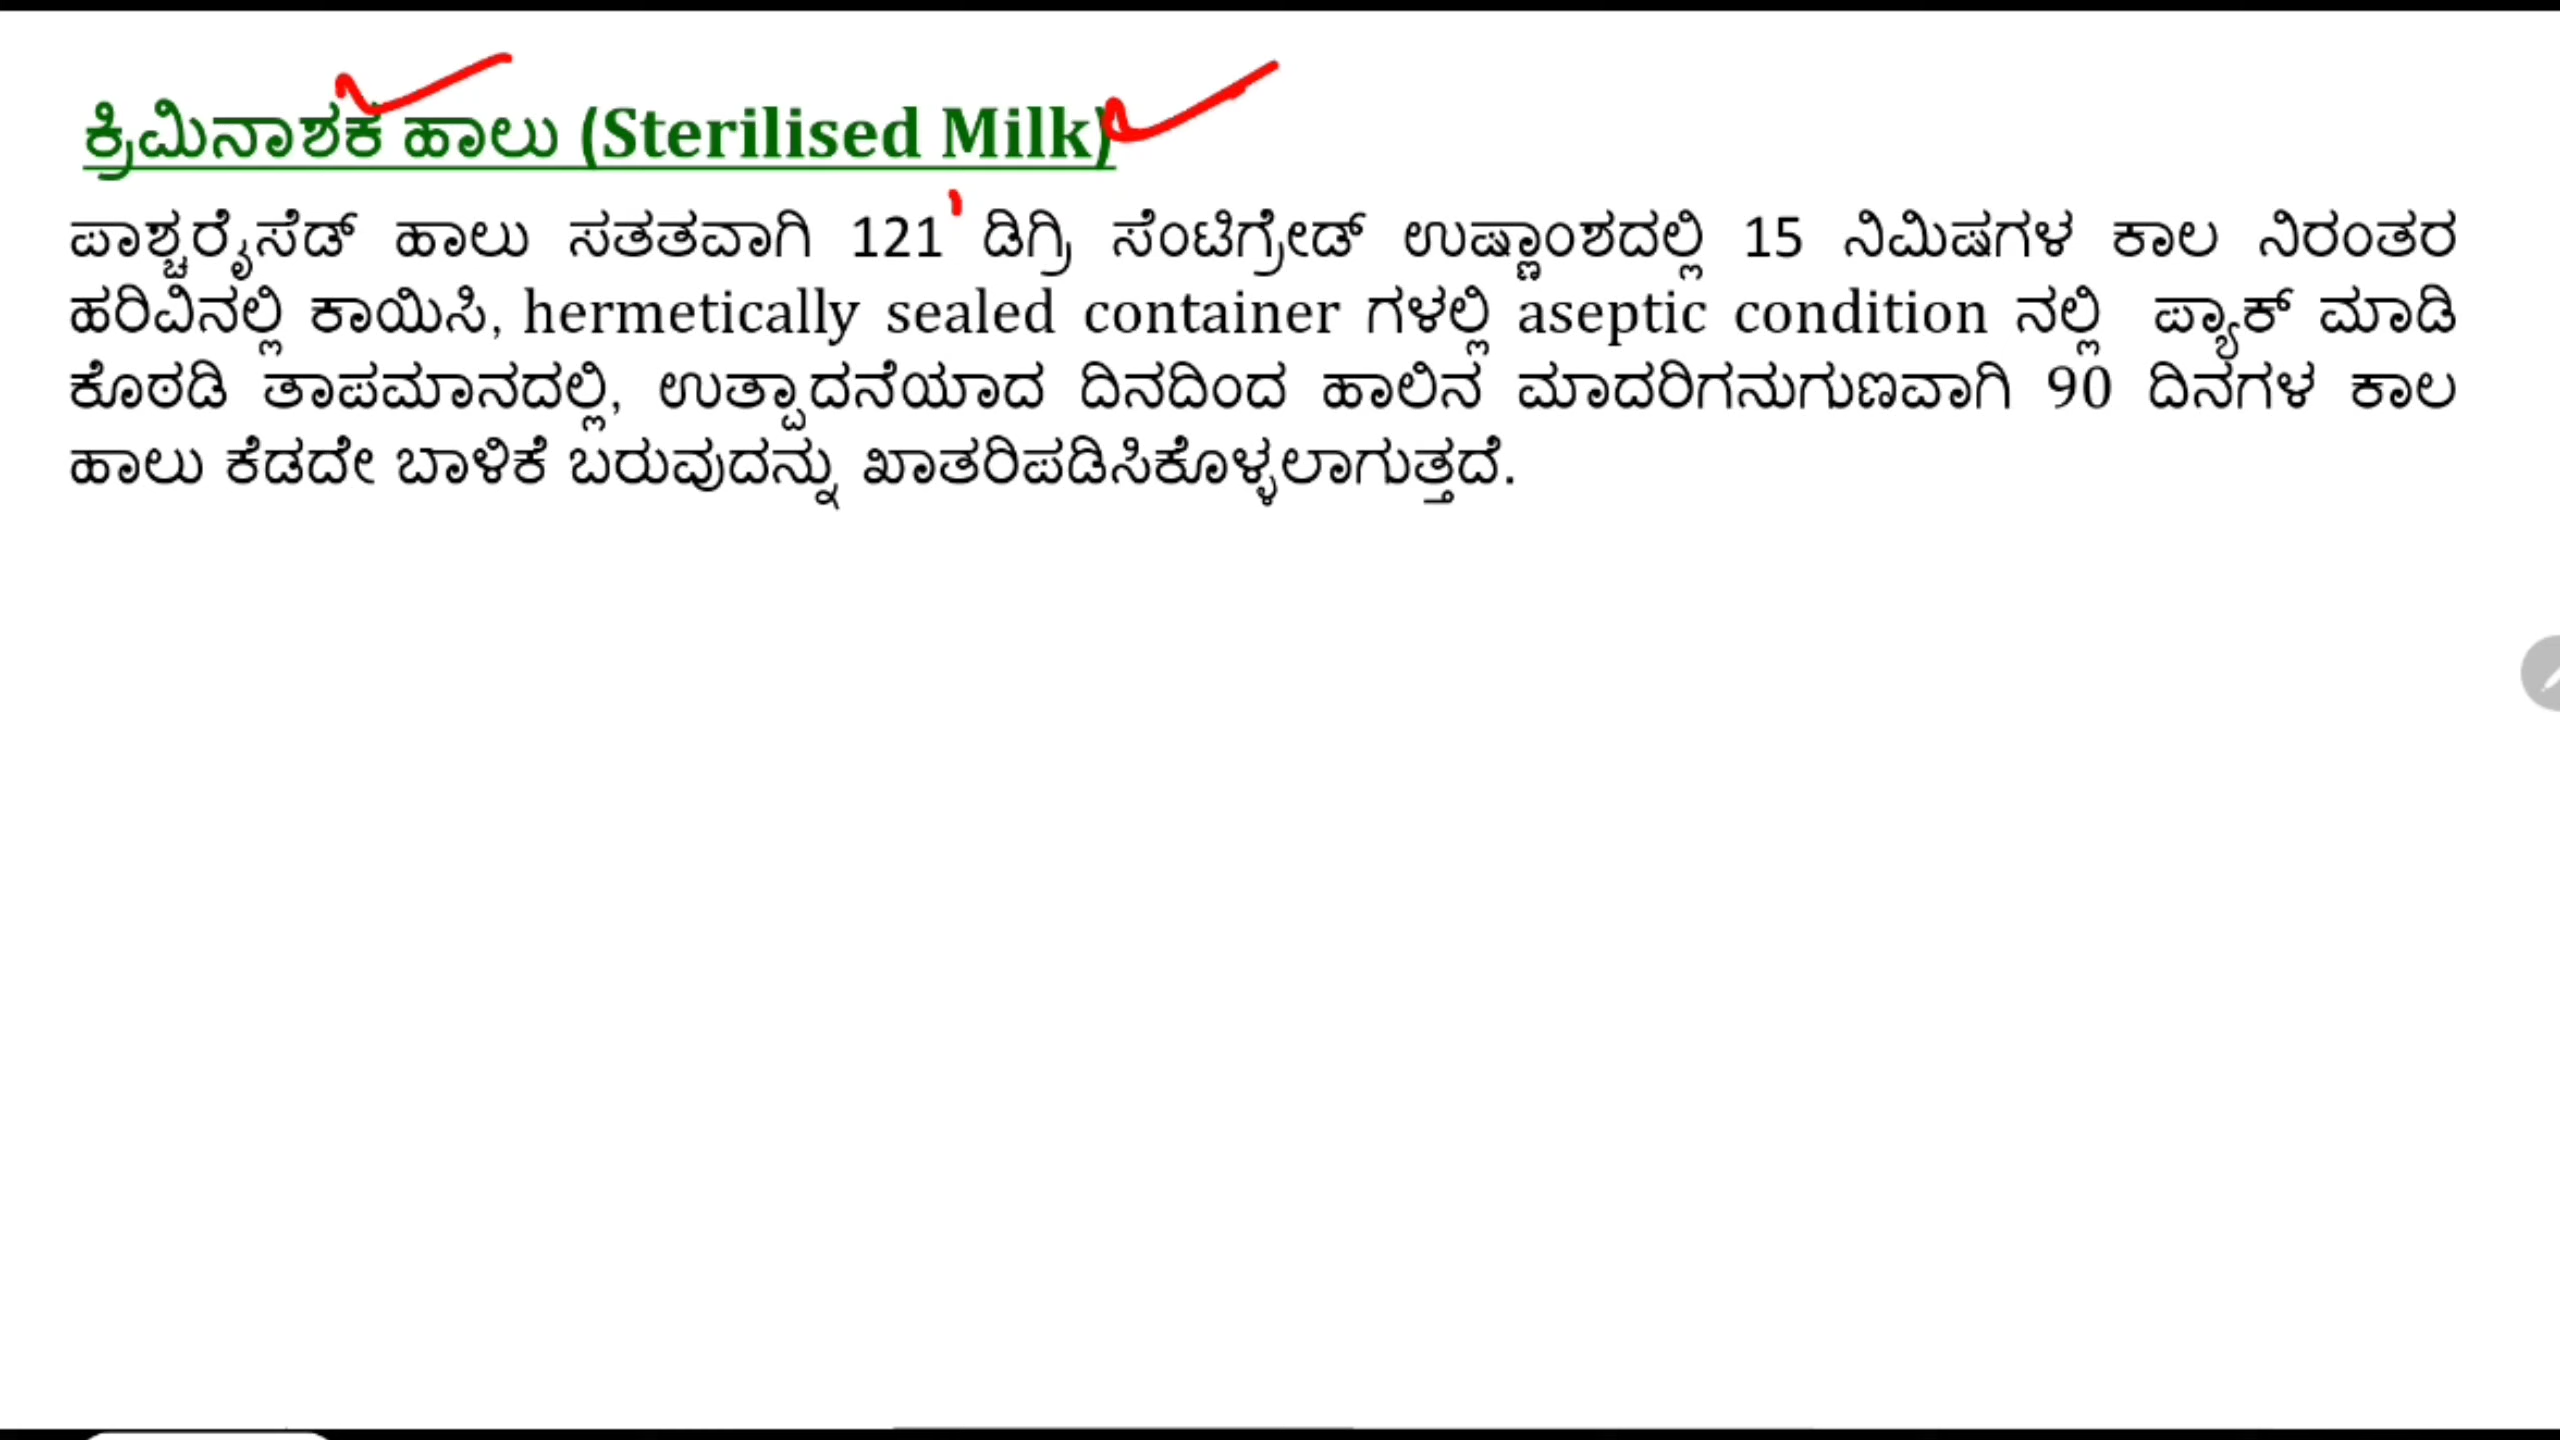 ಕ್ರಿಮಿನಾಶಕ ಹಾಲು (Sterilised Milk)
ಪಾಶ್ಚರೈಸೆಡ್ ಹಾಲು ಸತತವಾಗಿ 121 ಡಿಗ್ರಿ ಸೆಂಟಿಗ್ರೇಡ್ ಉಷ್ಣಾಂಶದಲ್ಲಿ 15 ನಿಮಿಷಗಳ ಕಾಲ ನಿರಂತರ
ಹರಿವಿನಲ್ಲಿ ಕಾಯಿಸಿ, hermetically sealed container ಗಳಲ್ಲಿ aseptic condition ನಲ್ಲಿ ಪ್ಯಾಕ್ ಮಾಡಿ
ಕೊಠಡಿ ತಾಪಮಾನದಲ್ಲಿ, ಉತ್ಪಾದನೆಯಾದ ದಿನದಿಂದ ಹಾಲಿನ ಮಾದರಿಗನುಗುಣವಾಗಿ 90 ದಿನಗಳ ಕಾಲ
ಹಾಲು ಕೆಡದೇ ಬಾಳಿಕೆ ಬರುವುದನ್ನು ಖಾತರಿಪಡಿಸಿಕೊಳ್ಳಲಾಗುತ್ತದೆ.